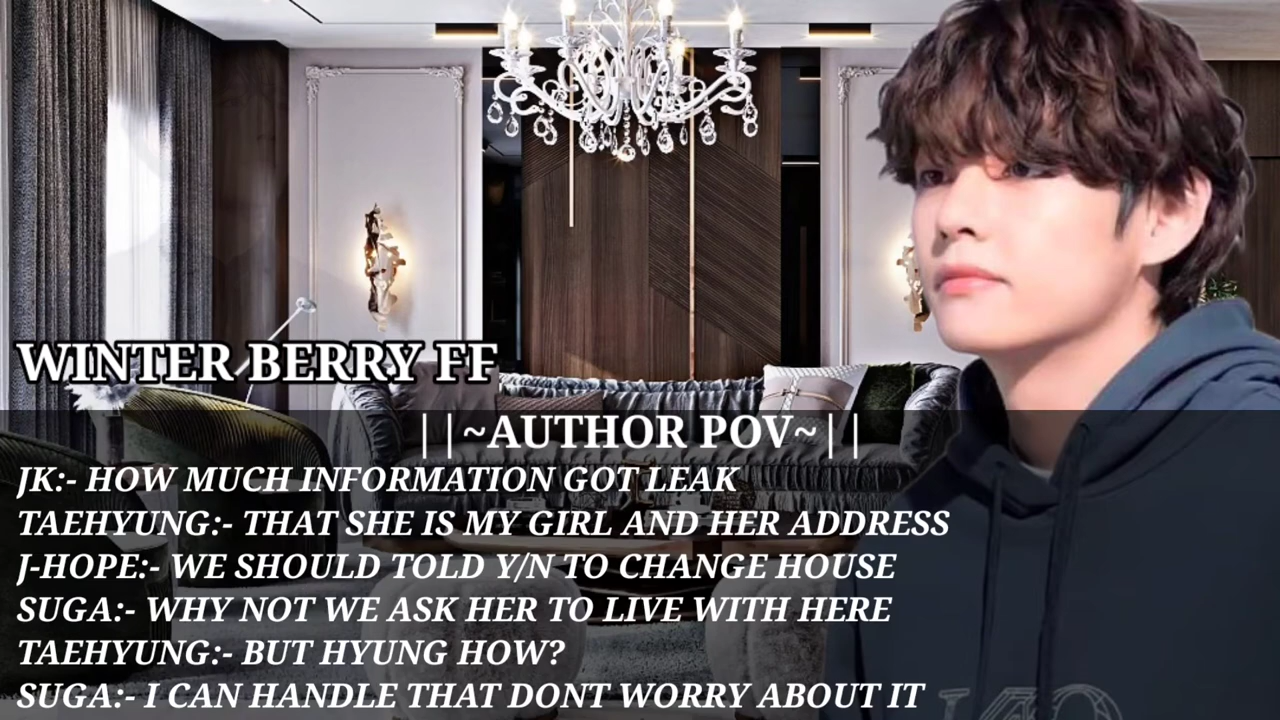 WINTER BERRY FF
||~AUTHOR POV~||
JK:- HOW MUCH INFORMATION GOT LEAK
TAEHYUNG:- THAT SHE IS MY GIRL AND HER ADDRESS
J-HOPE:- WE SHOULD TOLD Y/N TO CHANGE HOUSE
SUGA:- WHY NOT WE ASK HER TO LIVE WITH HERE
TAEHYUNG:- BUT HYUNG HOW?
SUGA:- I CAN HANDLE THAT DONT WORRY ABOUT IT